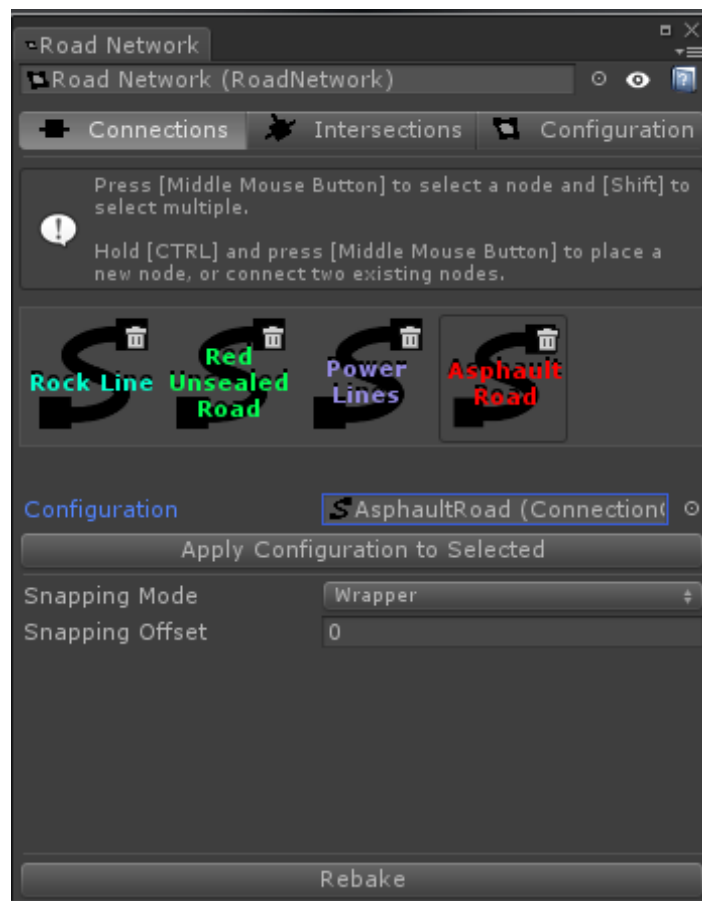 Road Network
Road Network (RoadNetwork)
Connections Intersections Configuration
Press [Middle Mouse Button] to select a node and [Shift] to
select multiple.
Hold [CTRL] and press [Middle Mouse Button] to place a
new node, or connect two existing nodes.
Rock Line
Red
Unsealed
Road
Power
Lines
Asphault
Road
Configuration AsphaultRoad (Connection
Apply Configuration to Selected
Snapping Mode Wrapper
Snapping Offset 0
Rebake